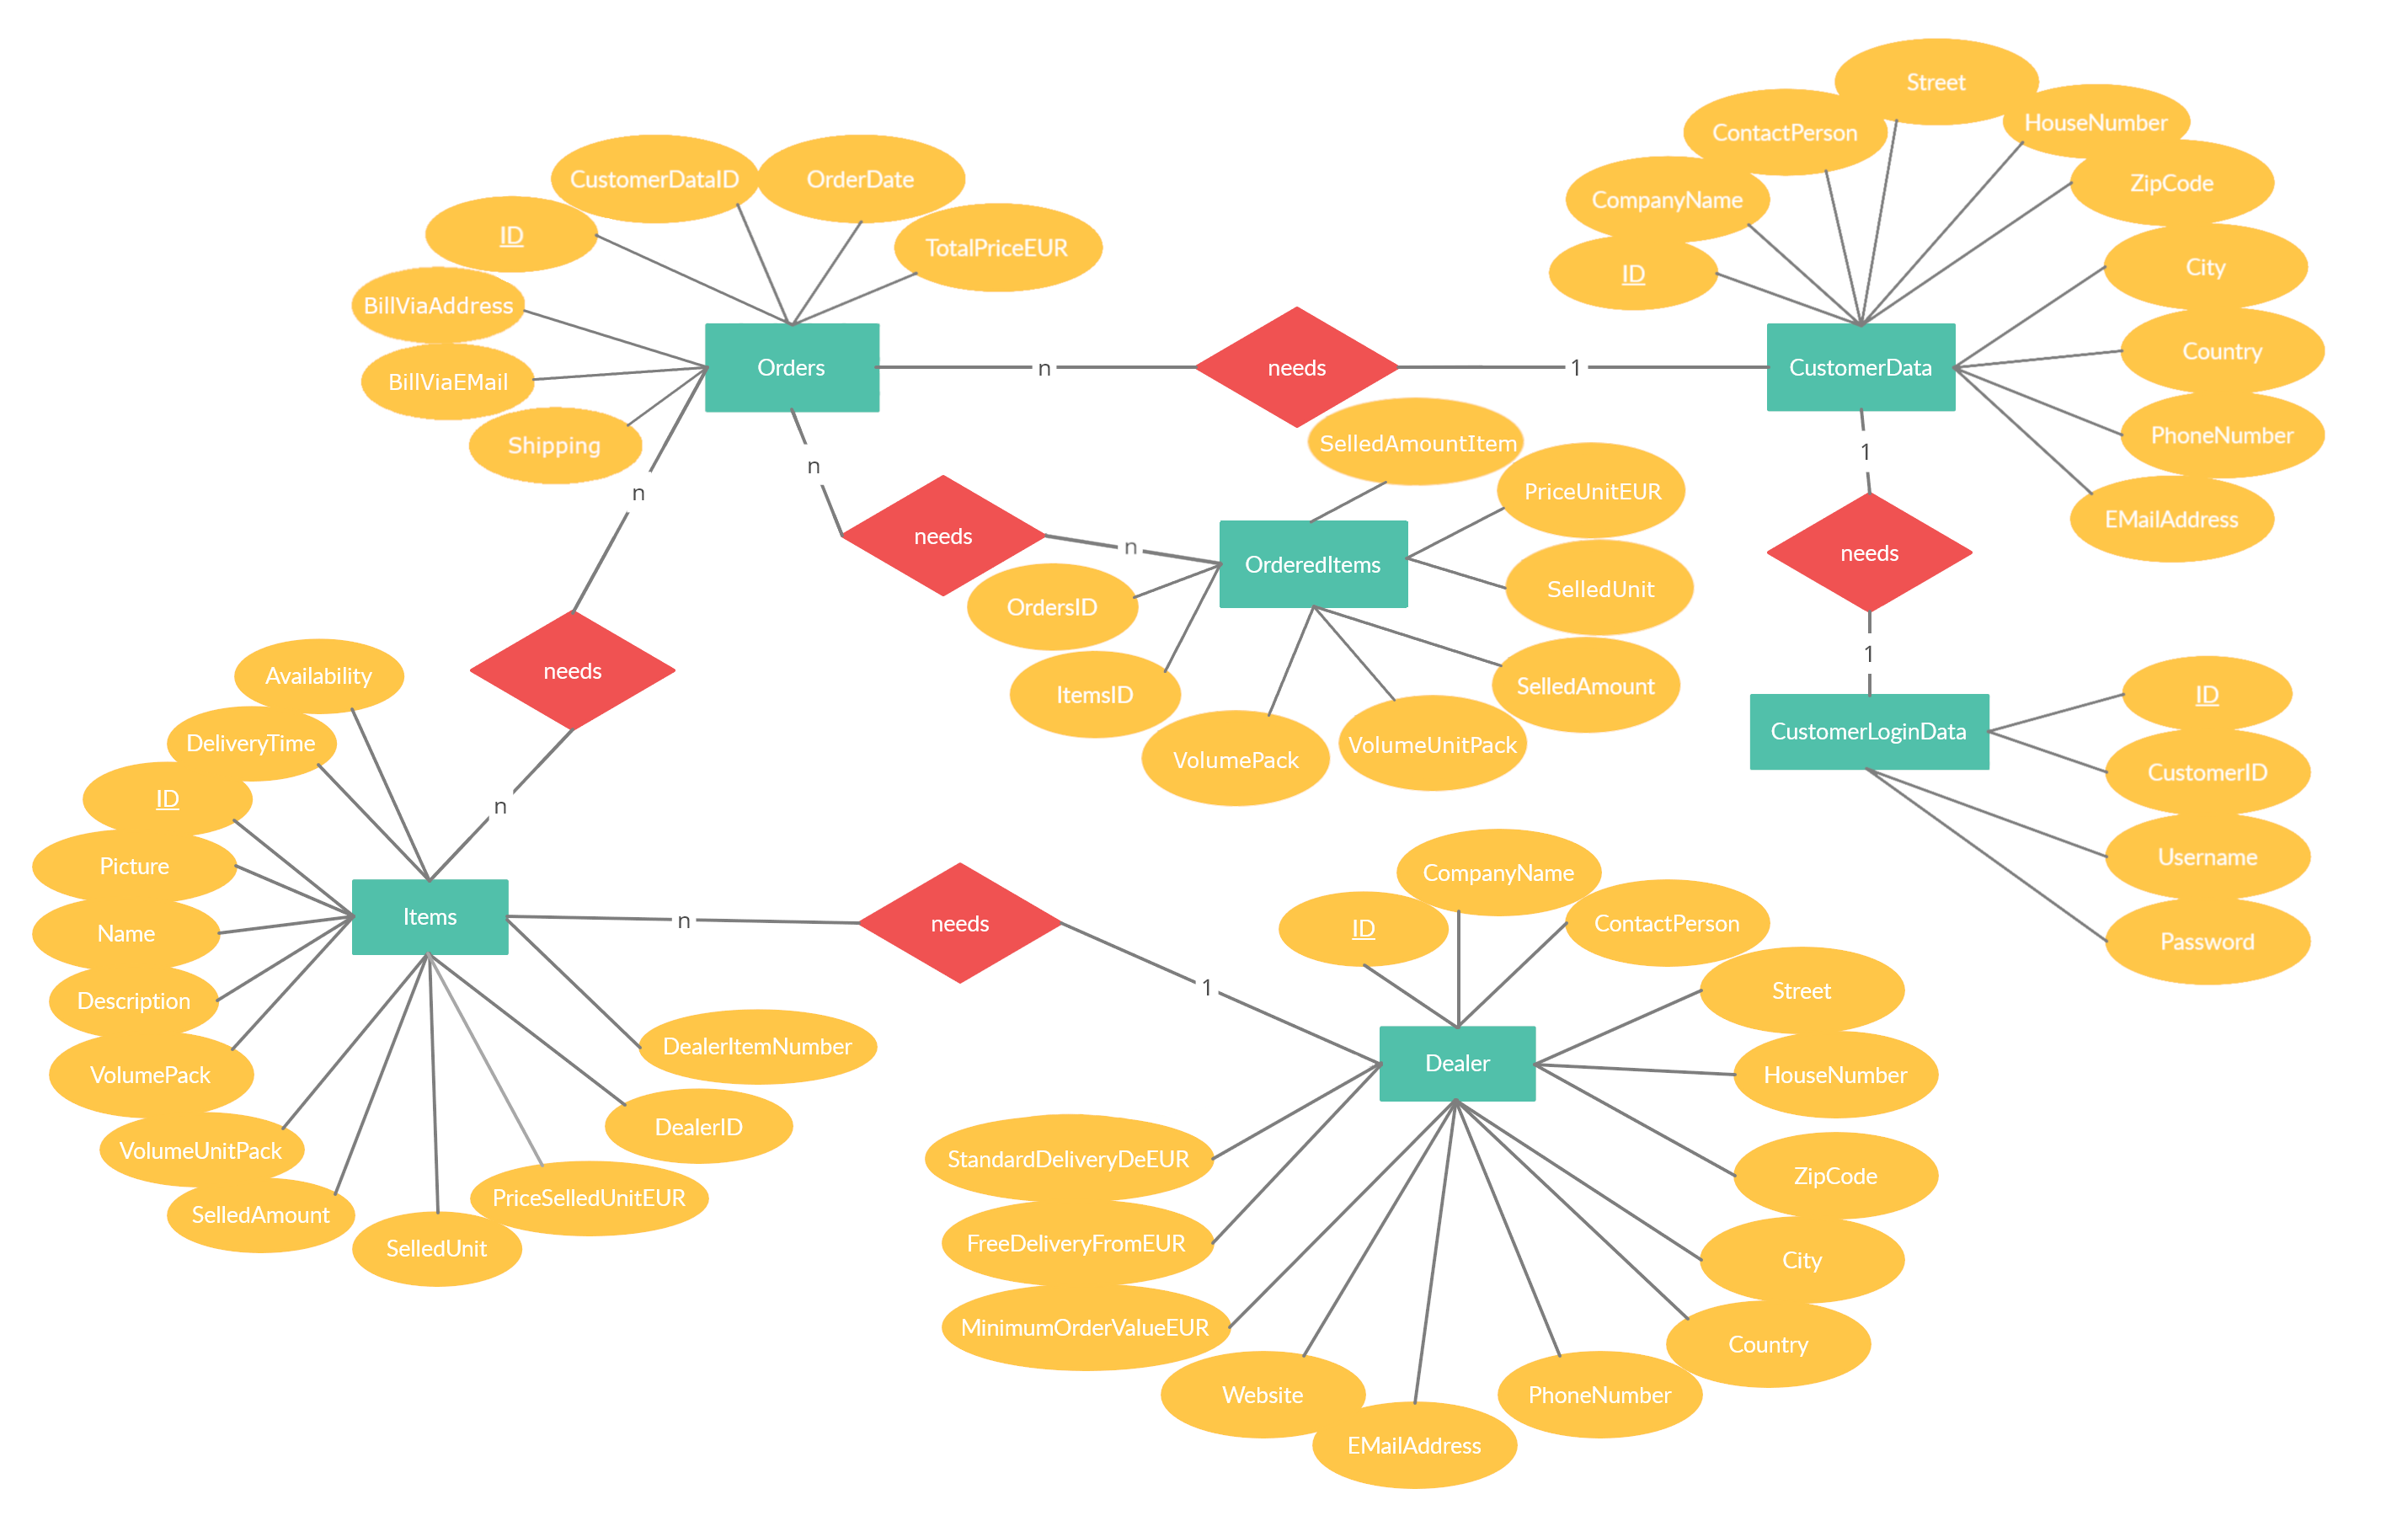 Street
HouseNumber
ContactPerson
ZipCode
CompanyName
City
ID
Country
CustomerData
PhoneNumber
EMailAddress
CustomerDataID
OrderDate
ID
TotalPriceEUR
BillViaAddress
BillViaEMail
Shipping
Orders
n
needs
1
n
needs
n
SelledAmountItem
PriceUnitEUR
OrderedItems
SelledUnit
OrdersID
ItemsID
SelledAmount
VolumePack
VolumeUnitPack
1
needs
1
CustomerLoginData
ID
CustomerID
Username
Password
n
needs
n
Availability
DeliveryTime
ID
Picture
Name
Items
Description
VolumePack
VolumeUnitPack
SelledAmount
SelledUnit
PriceSelledUnitEUR
DealerID
DealerItemNumber
n
needs
1
CompanyName
ID
ContactPerson
Street
Dealer
HouseNumber
StandardDeliveryDeEUR
ZipCode
FreeDeliveryFromEUR
City
MinimumOrderValueEUR
Country
Website
PhoneNumber
EMailAddress